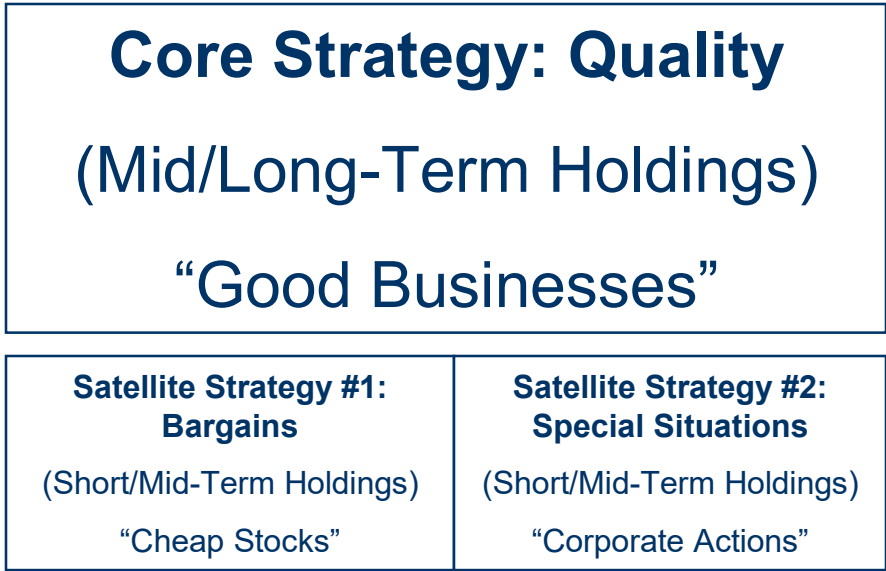 Core Strategy: Quality
(Mid/Long-Term Holdings)
“Good Businesses”
Satellite Strategy #1:
Bargains
(Short/Mid-Term Holdings)
“Cheap Stocks”
Satellite Strategy #2:
Special Situations
(Short/Mid-Term Holdings)
“Corporate Actions”